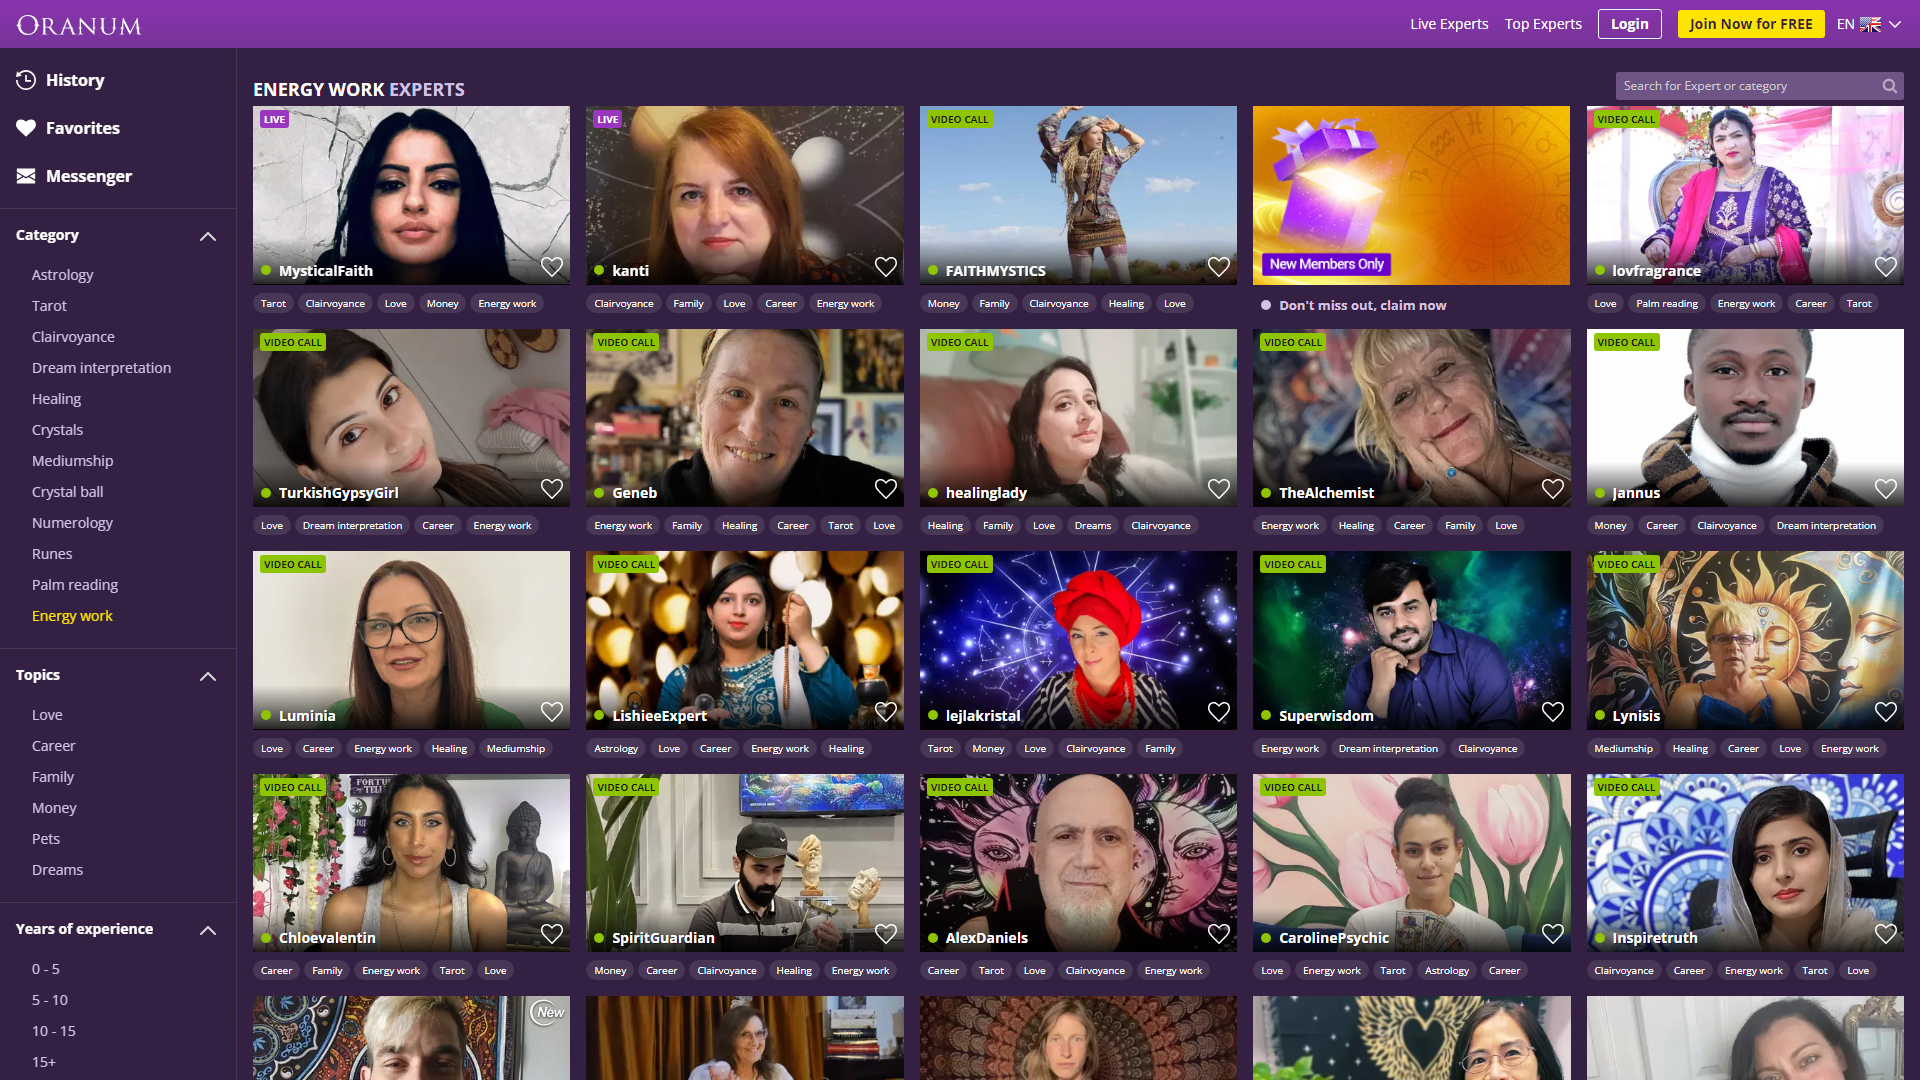 ORANUM
Live Experts
Top Experts
Login
Join Now for FREE
EN
History
Favorites
Messenger
Category
Astrology
Tarot
Clairvoyance
Dream interpretation
Healing
Crystals
Mediumship
Crystal ball
Numerology
Runes
Palm reading
Energy work
Topics
Love
Career
Family
Money
Pets
Dreams
Years of experience
0 - 5
5 - 10
10 - 15
15+
ENERGY WORK EXPERTS
Search for Expert or category
LIVE
MysticalFaith
Tarot Clairvoyance Love Money Energy work
LIVE
kanti
Clairvoyance Family Love Career Energy work
VIDEO CALL
FAITHMYSTICS
Money Family Clairvoyance Healing Love
New Members Only
Don't miss out, claim now
VIDEO CALL
lovfragrance
Love Palm reading Energy work Career Tarot
VIDEO CALL
TurkishGypsyGirl
Love Dream interpretation Career Energy work
VIDEO CALL
Geneb
Energy work Family Healing Career Tarot Love
VIDEO CALL
healinglady
Healing Family Love Dreams Clairvoyance
VIDEO CALL
TheAlchemist
Energy work Healing Career Family Love
VIDEO CALL
Jannus
Money Career Clairvoyance Dream interpretation
VIDEO CALL
Luminia
Love Career Energy work Healing Mediumship
VIDEO CALL
LishieeExpert
Astrology Love Career Energy work Healing
VIDEO CALL
lejlakristal
Tarot Money Love Clairvoyance Family
VIDEO CALL
Superwisdom
Energy work Dream interpretation Clairvoyance
VIDEO CALL
Lynisis
Mediumship Healing Career Love Energy work
VIDEO CALL
FORTUNE
Chloevalentin
Career Family Energy work Tarot Love
VIDEO CALL
SpiritGuardian
Money Career Clairvoyance Healing Energy work
VIDEO CALL
AlexDaniels
Career Tarot Love Clairvoyance Energy work
VIDEO CALL
CarolinePsychic
Love Energy work Tarot Astrology Career
VIDEO CALL
Inspiretruth
Clairvoyance Career Energy work Tarot Love
New